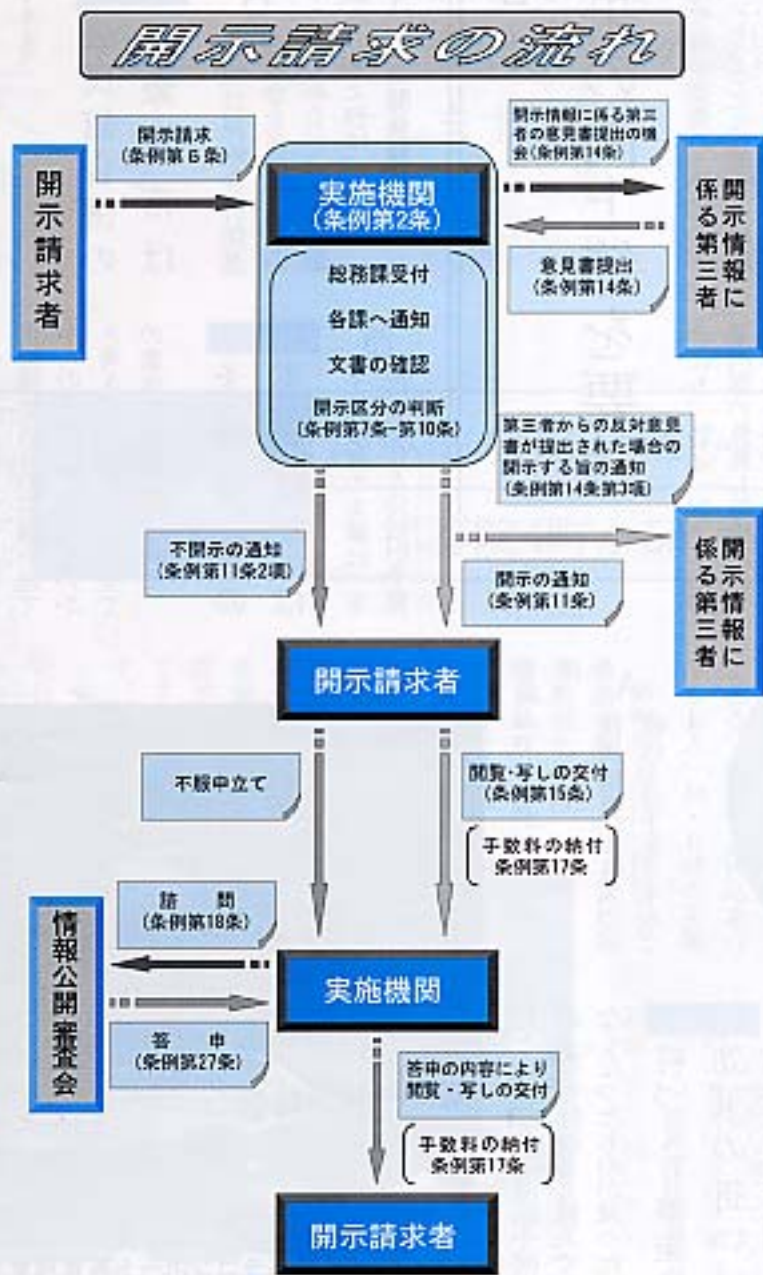 開示請求の流れ
開示請求
(条例第6条)
開示請求者
実施機関
(条例第2条)
総務課受付
各課へ通知
文書の確認
開示区分の判断
(条例第7条-第10条)
開示情報に係る第三
者の意見書提出の機
会(条例第14条)
意見書提出
(条例第14条)
開示情報に
係る第三者
第三者からの反対意見
書が提出された場合の
開示する旨の通知
(条例第14条第3項)
不開示の通知
(条例第11条2項)
開示の通知
(条例第11条)
開示情報に
係る第三者
開示請求者
不服申立て
閲覧・写しの交付
(条例第15条)
手数料の納付
条例第17条
諮問
(条例第18条)
情報公開審査会
答申
(条例第27条)
実施機関
答申の内容により
閲覧・写しの交付
手数料の納付
条例第17条
開示請求者